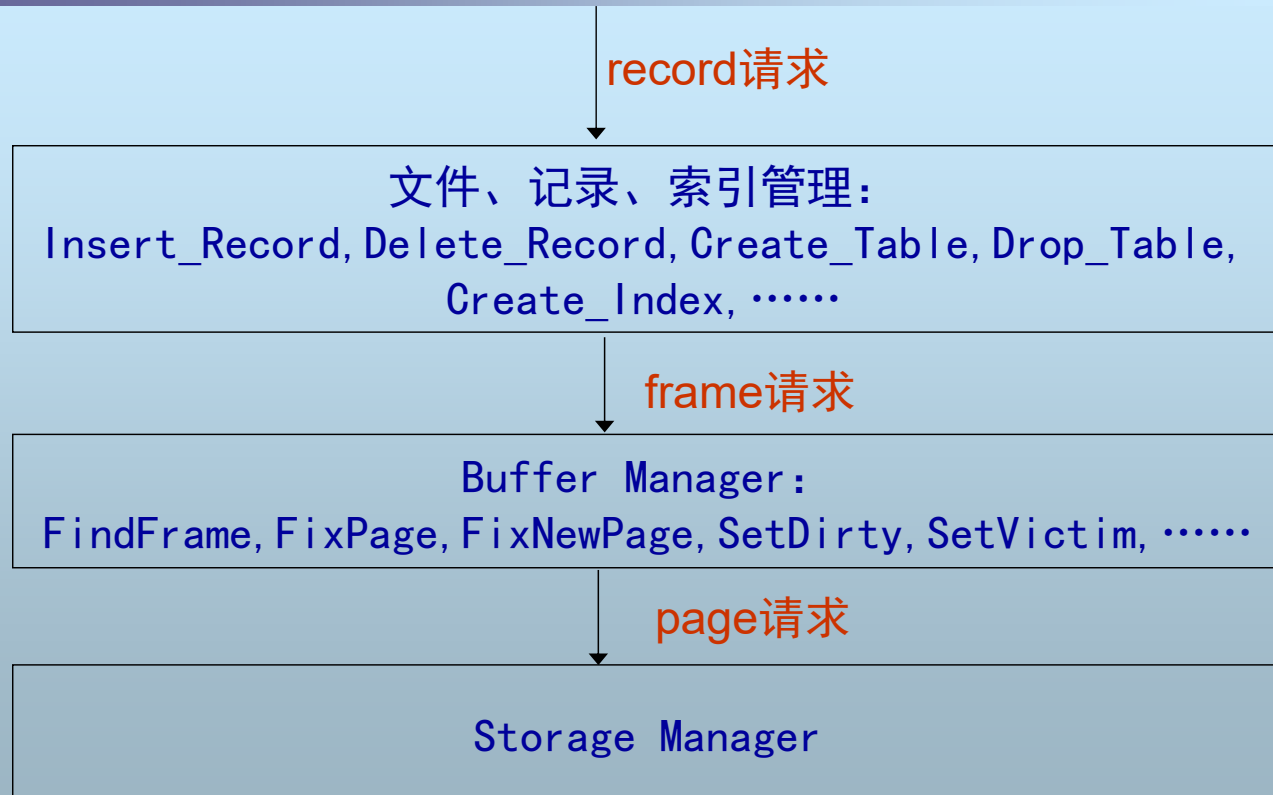 record请求
文件、记录、索引管理：
Insert_Record,Delete_Record,Create_Table,Drop_Table,
Create_Index,……
frame请求
Buffer Manager：
FindFrame,FixPage,FixNewPage,SetDirty,SetVictim,……
page请求
Storage Manager